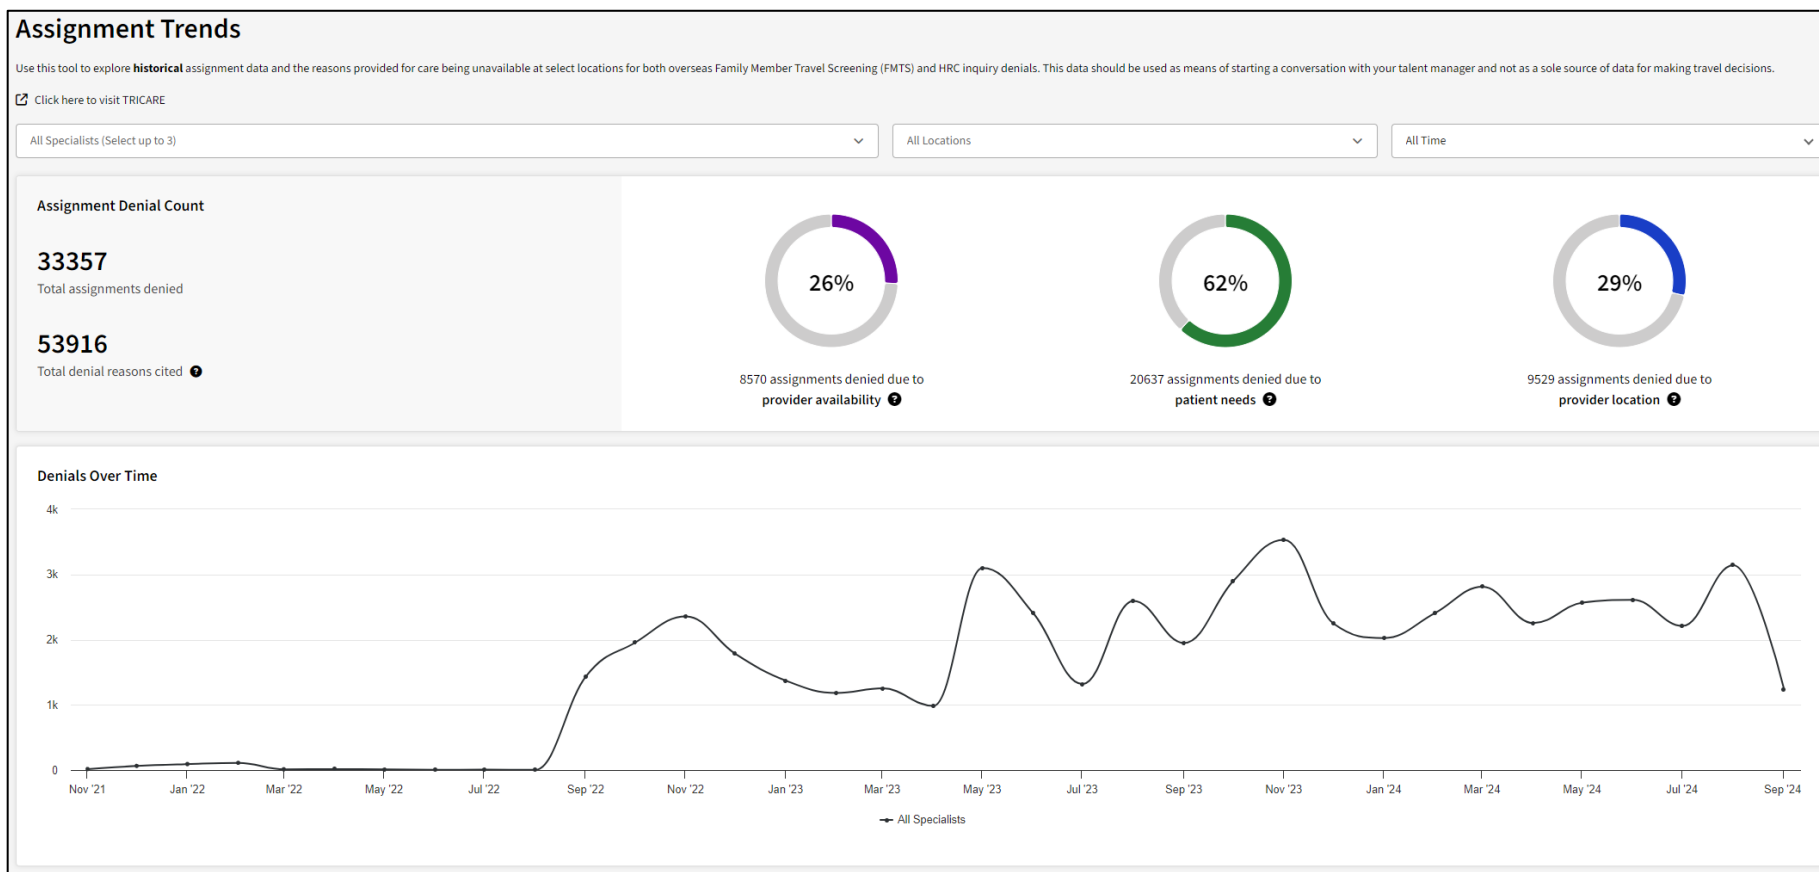 Assignment Trends
Use this tool to explore historical assignment data and the reasons provided for care being unavailable at select locations for both overseas Family Member Travel Screening (FMTS) and HRC inquiry denials. This data should be used as means of starting a conversation with your talent manager and not as a sole source of data for making travel decisions.
Click here to visit TRICARE
All Specialists (Select up to 3)
All Locations
All Time
Assignment Denial Count
33357
Total assignments denied
53916
Total denial reasons cited ?
26%
8570 assignments denied due to
provider availability ?
62%
20637 assignments denied due to
patient needs ?
29%
9529 assignments denied due to
provider location ?
Denials Over Time
4k
3k
2k
1k
0
Nov '21 Jan '22 Mar '22 May '22 Jul '22 Sep '22 Nov '22 Jan '23 Mar '23 May '23 Jul '23 Sep '23 Nov '23 Jan '24 Mar '24 May '24 Jul '24 Sep '24
All Specialists